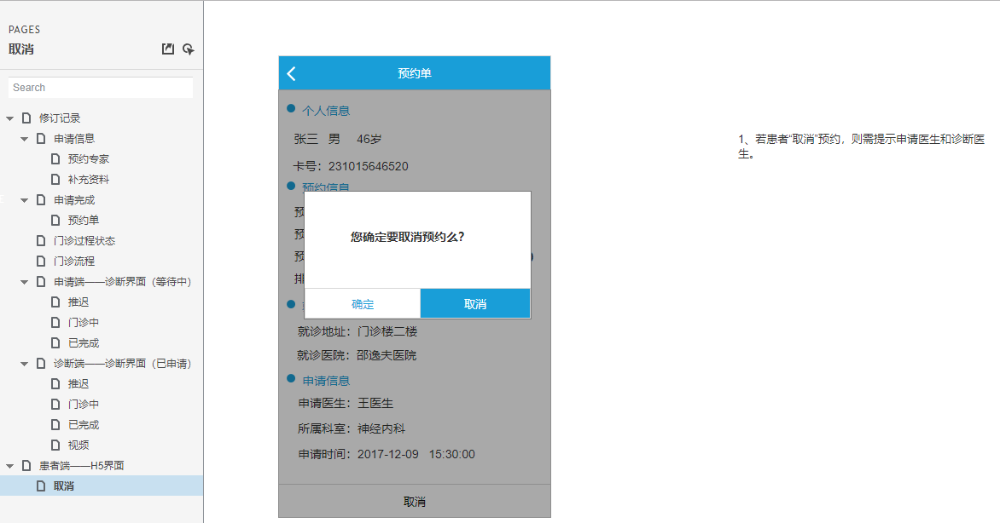 PAGES
取消
Search
修订记录
申请信息
预约专家
补充资料
申请完成
预约单
门诊过程状态
门诊流程
申请端——诊断界面（等待中）
推迟
门诊中
已完成
诊断端——诊断界面（已申请）
推迟
门诊中
已完成
视频
患者端——H5界面
取消
预约单
个人信息
张三 男 46岁
卡号：231015646520
预约信息
预
预
预
排
您确定要取消预约么？
确定 取消
就诊地址：门诊楼二楼
就诊医院：邵逸夫医院
申请信息
申请医生：王医生
所属科室：神经内科
申请时间：2017-12-09 15:30:00
取消
1、若患者“取消”预约，则需提示申请医生和诊断医
生。